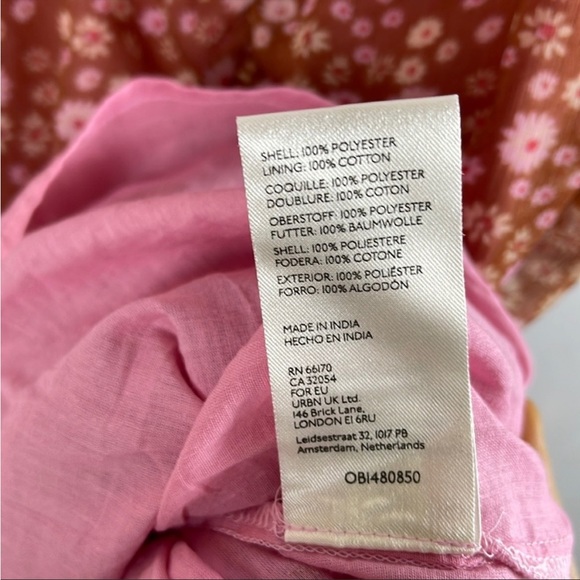 SHELL: 100% POLYESTER
LINING: 100% COTTON
COQUILLE: 100% POLYESTER
DOUBLURE: 100% COTON
OBERSTOFF: 100% POLYESTER
FUTTER: 100% BAUMWOLLE
SHELL: 100% POLIESTERE
FODERA: 100% COTONE
EXTERIOR: 100% POLIÉSTER
FORRO: 100% ALGODÓN
MADE IN INDIA
HECHO EN INDIA
RN 66170
CA 32054
FOR EU
URBN UK Ltd.
146 Brick Lane,
LONDON E1 6RU
Leidsestraat 32, 1017 PB
Amsterdam, Netherlands
OB1480850